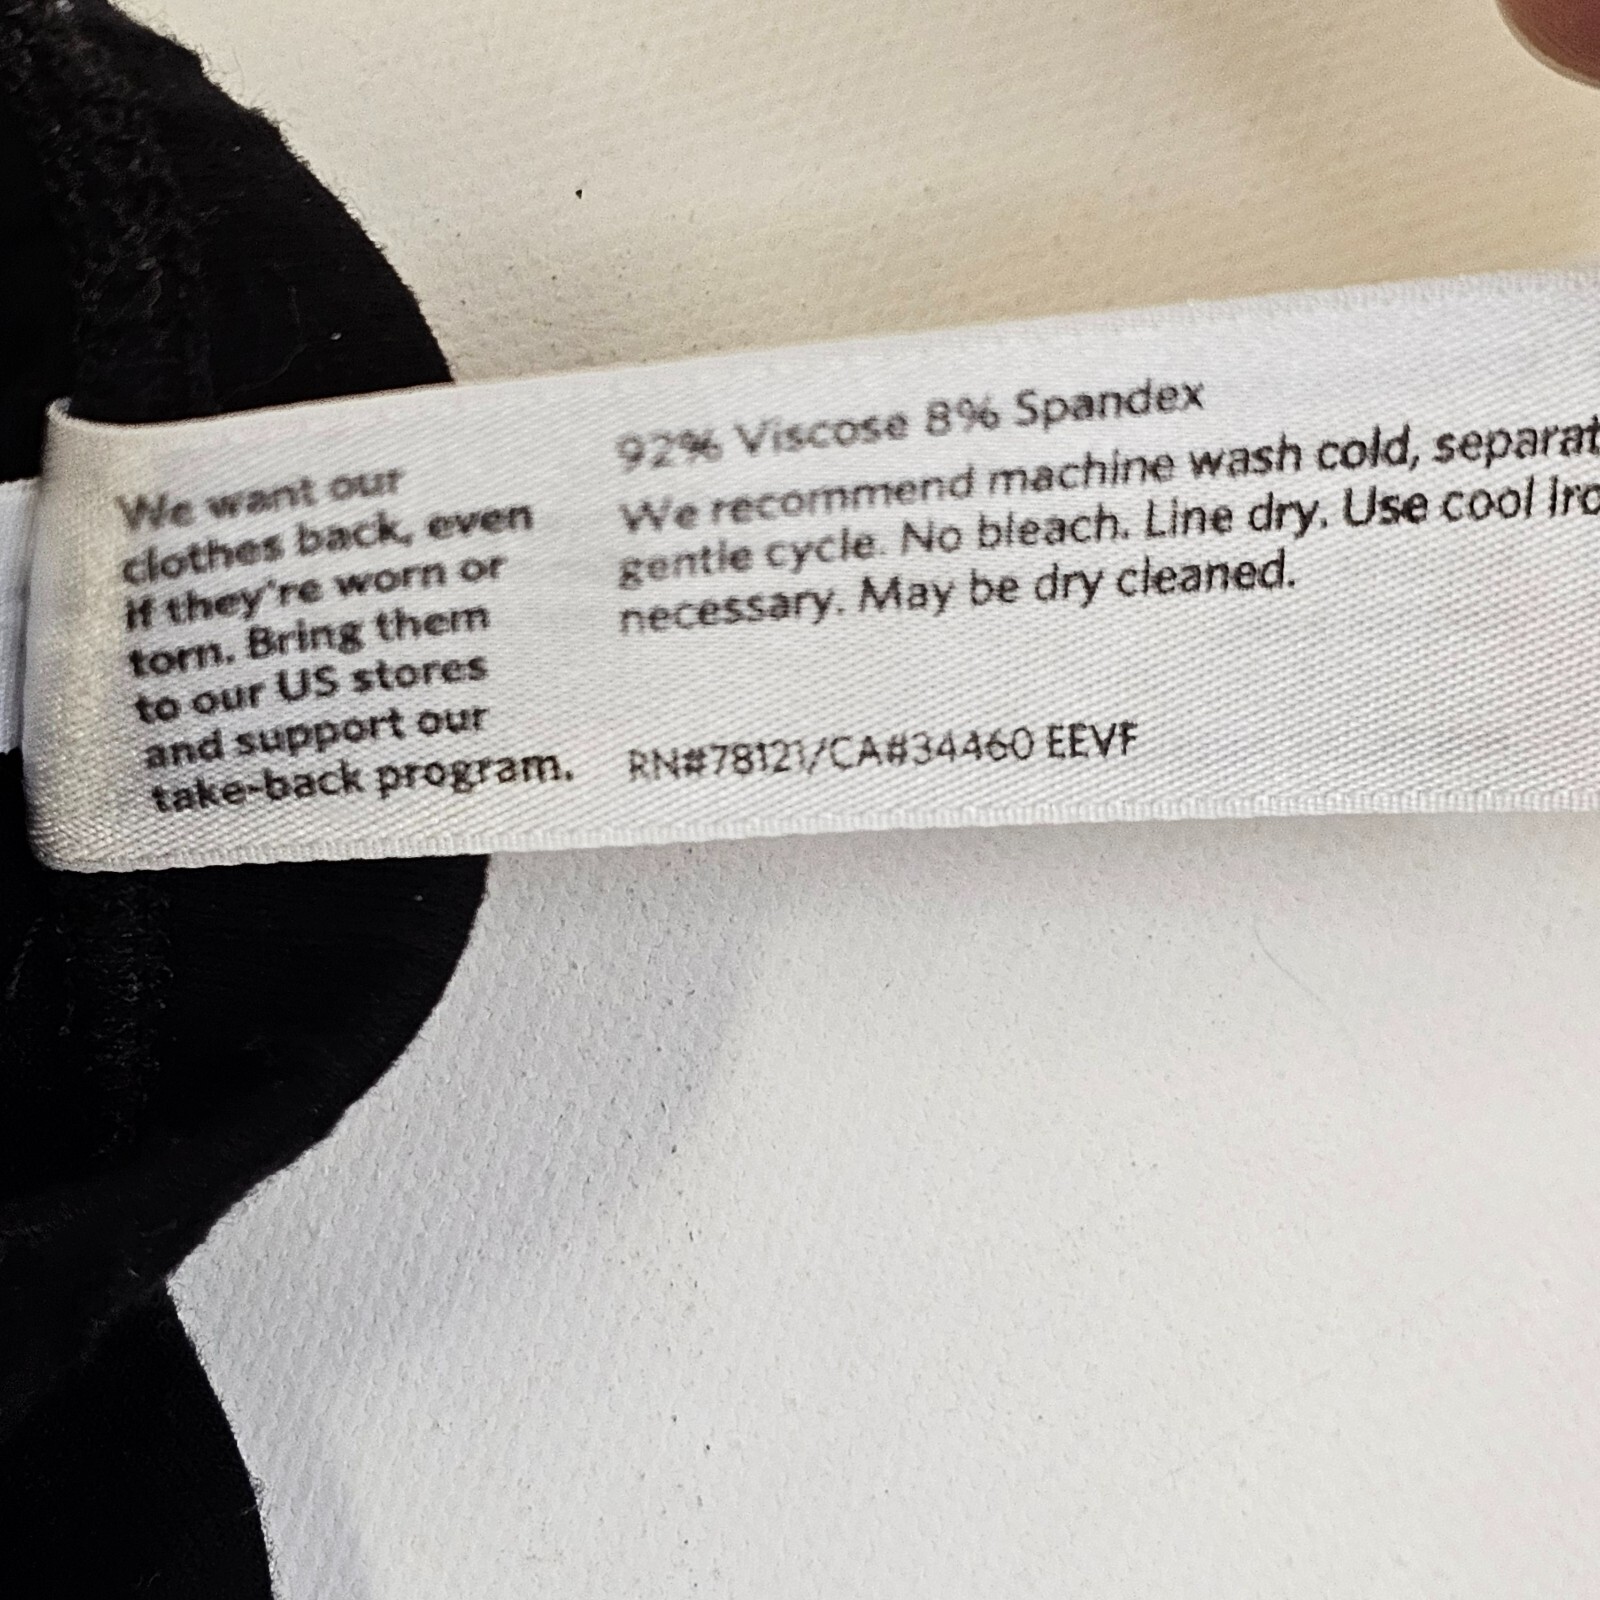 We want our
clothes back, even
if they're worn or
torn. Bring them
to our US stores
and support our
take-back program.
92% Viscose 8% Spandex
We recommend machine wash cold,
gentle cycle. No bleach. Line dry. Use cool
necessary. May be dry cleaned.
RN#78121/CA#34460 EEVF